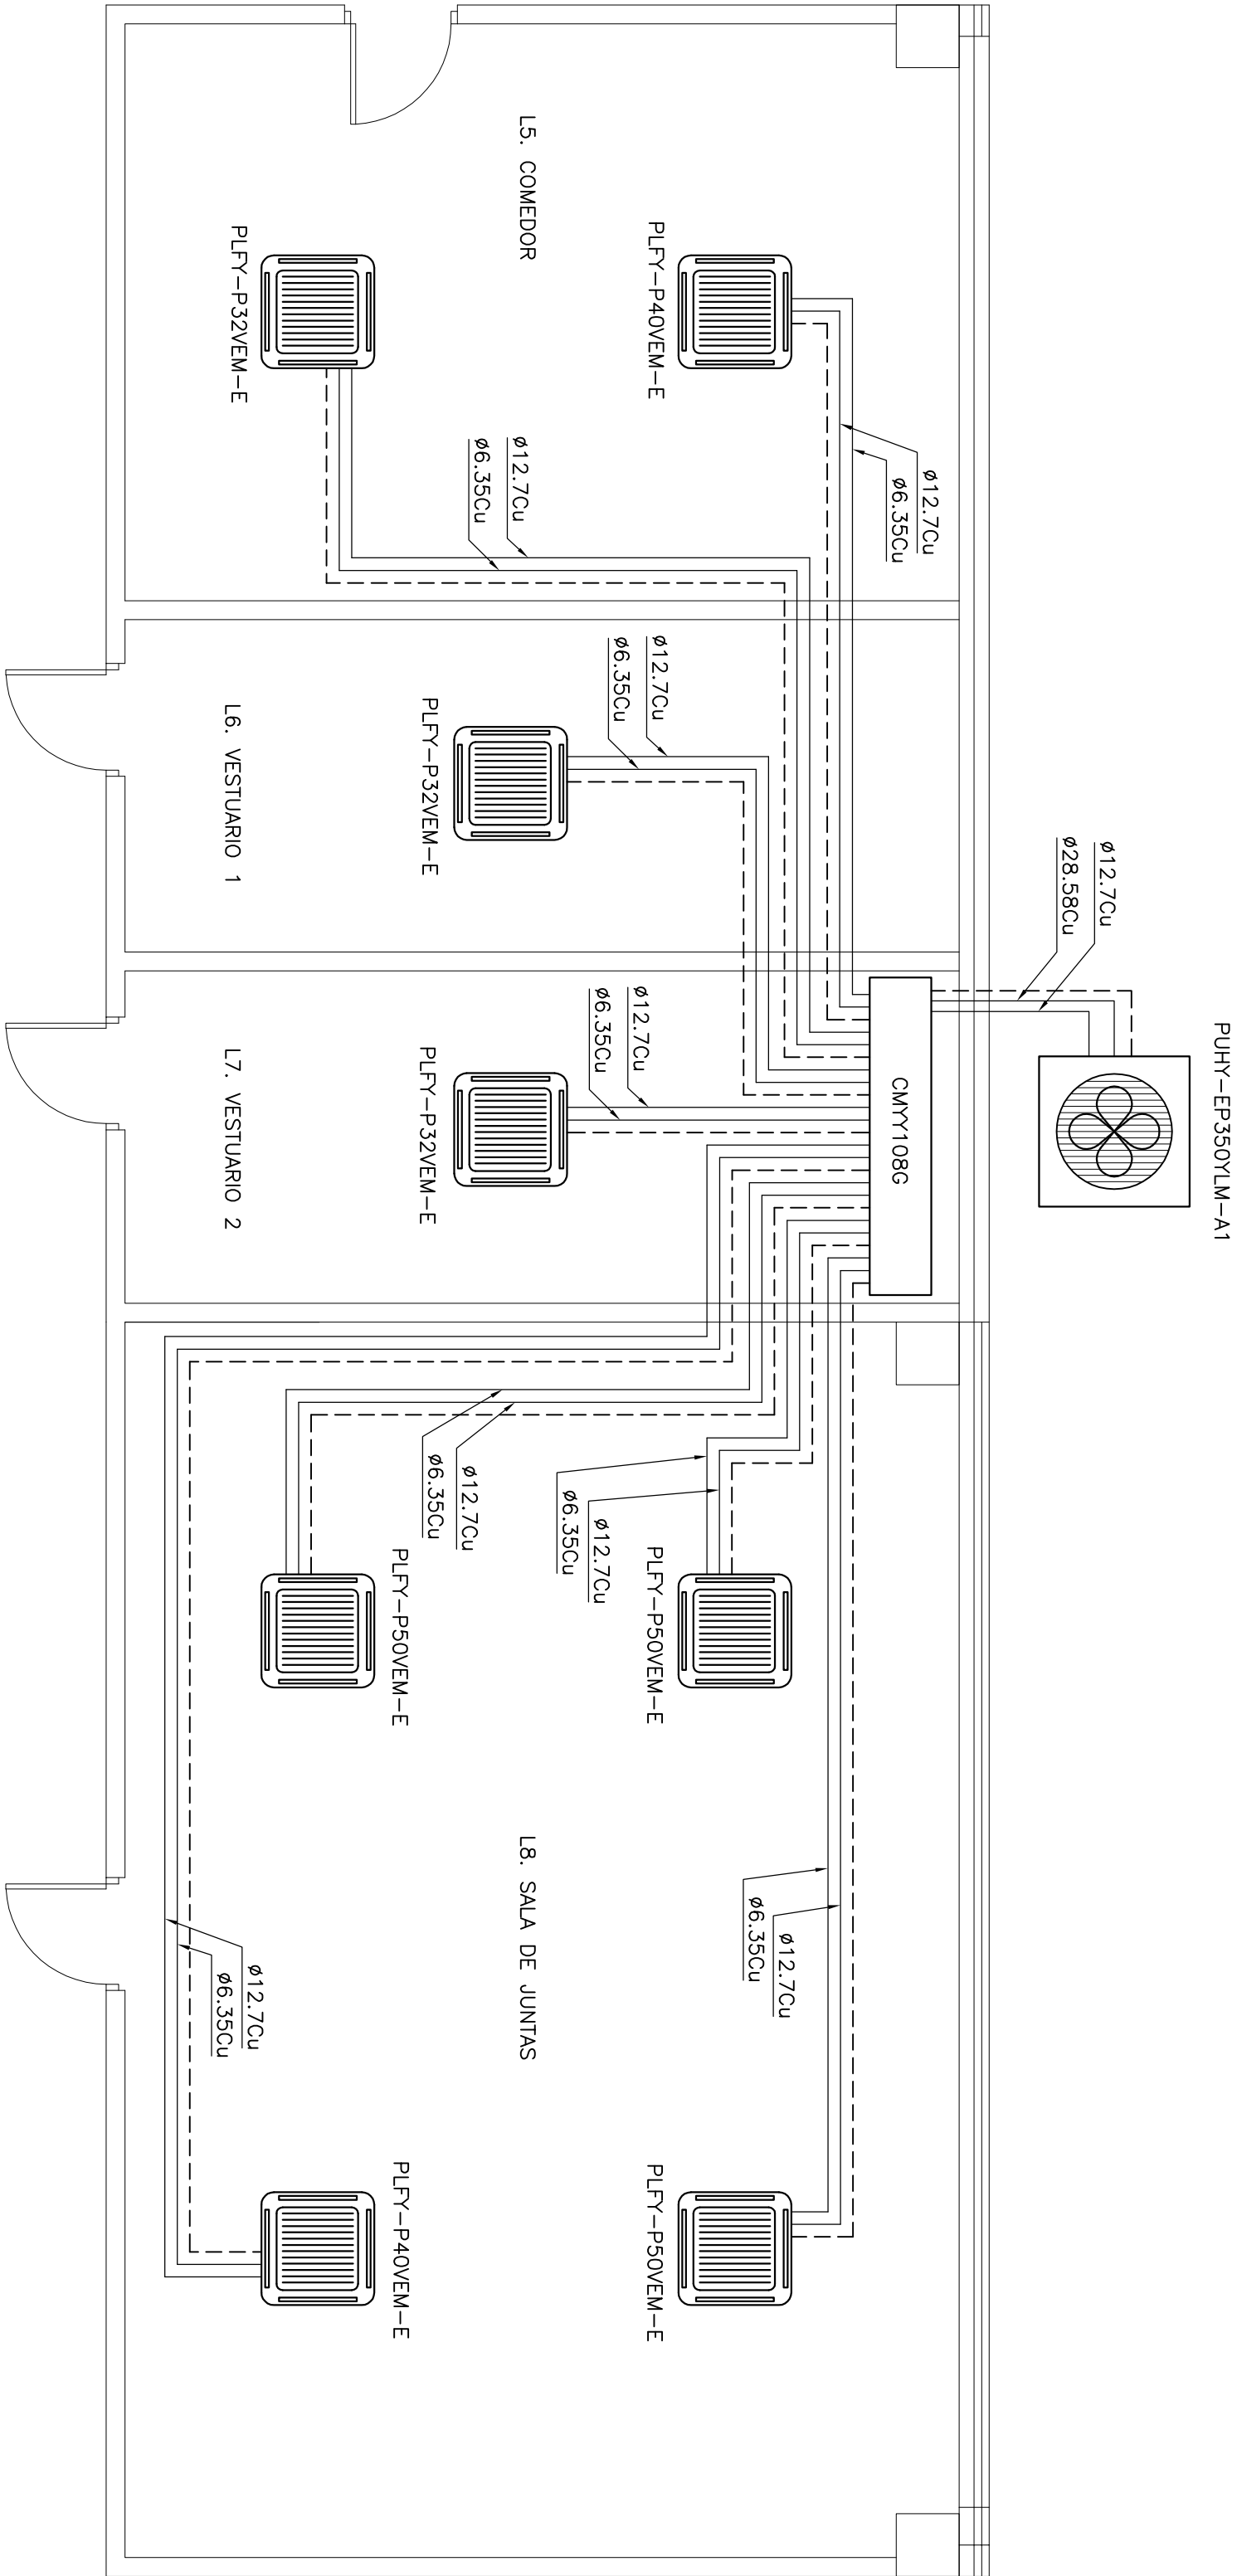 PUHY-EP350YLM-A1
ø12.7Cu
ø28.58Cu
ø12.7Cu
ø6.35Cu
CMYY108G
ø12.7Cu
ø6.35Cu
PLFY-P40VEM-E
ø12.7Cu
ø6.35Cu
ø12.7Cu
ø6.35Cu
PLFY-P50VEM-E
PLFY-P50VEM-E
ø12.7Cu
ø6.35Cu
L5. COMEDOR
L8. SALA DE JUNTAS
ø12.7Cu
ø6.35Cu
ø12.7Cu
ø6.35Cu
PLFY-P32VEM-E
PLFY-P32VEM-E
PLFY-P50VEM-E
PLFY-P40VEM-E
PLFY-P32VEM-E
L6. VESTUARIO 1
L7. VESTUARIO 2
ø12.7Cu
ø6.35Cu